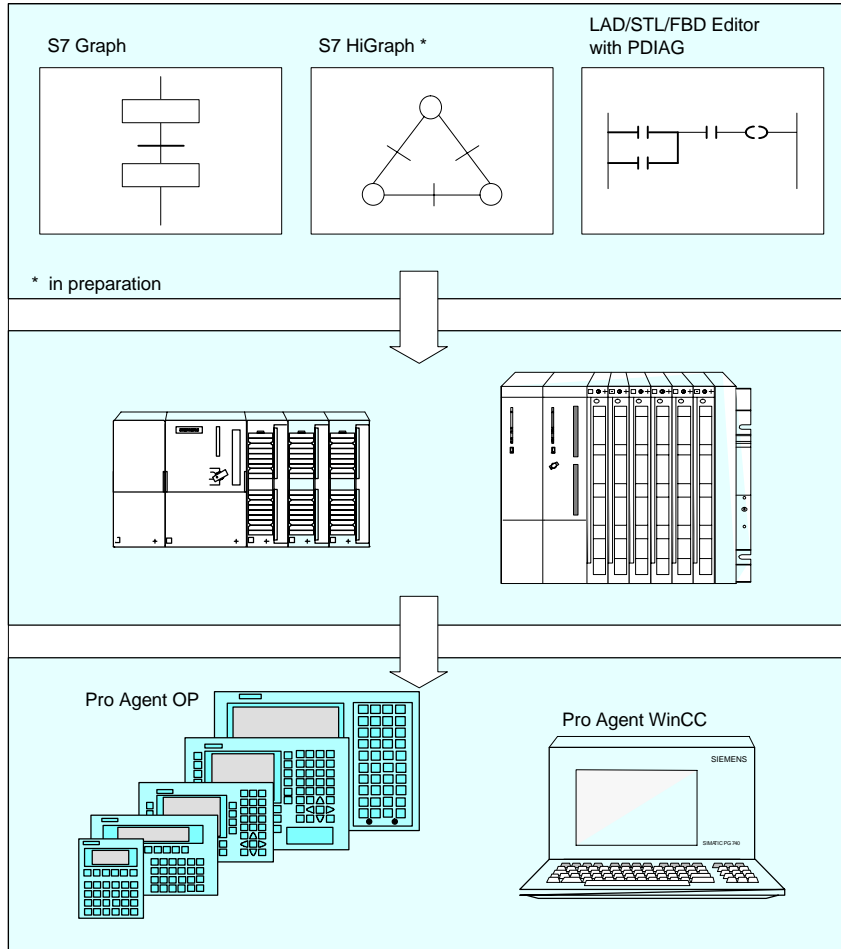 S7 Graph
S7 HiGraph *
LAD/STL/FBD Editor
with PDIAG
* in preparation
SIEMENS
Pro Agent OP
Pro Agent WinCC
SIEMENS
SIMATIC PG 740